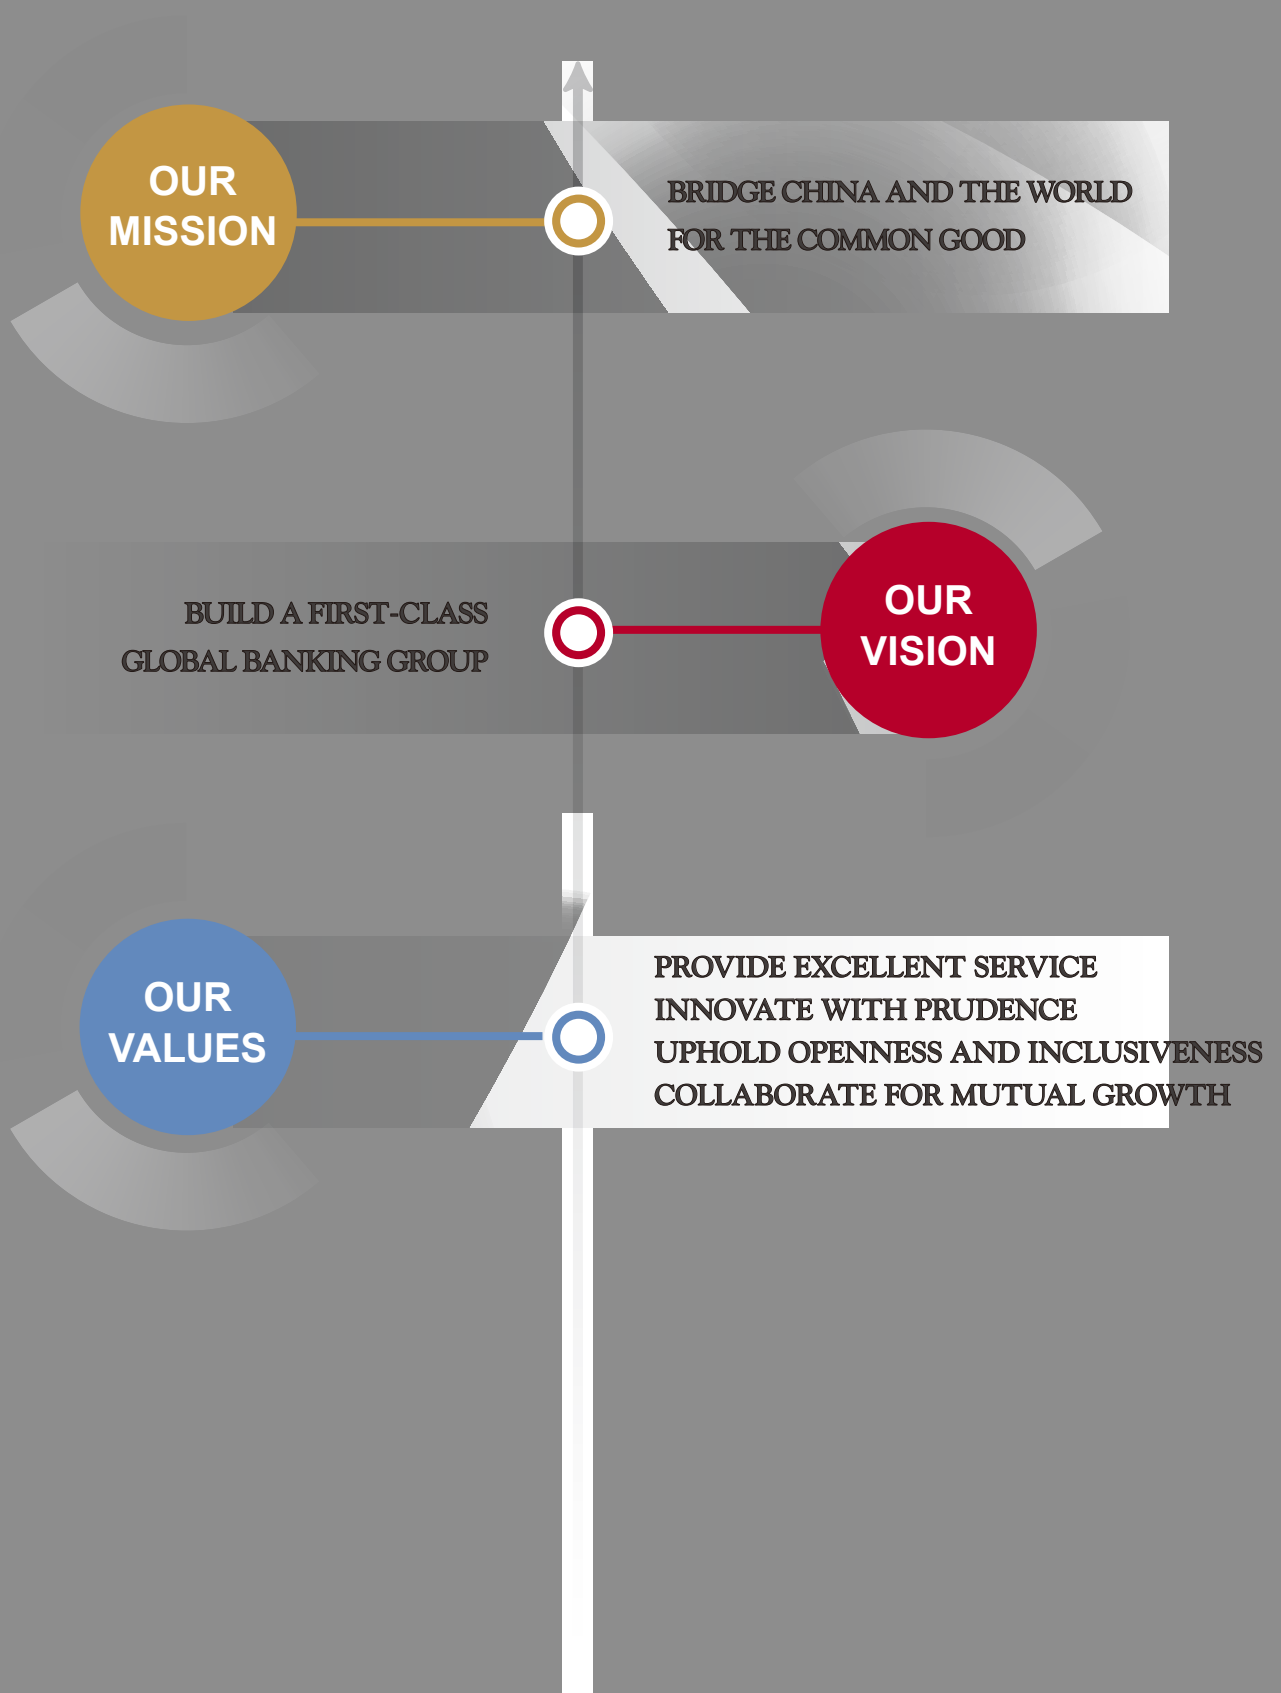 OUR
MISSION
BRIDGE CHINA AND THE WORLD
FOR THE COMMON GOOD
BUILD A FIRST-CLASS
GLOBAL BANKING GROUP
OUR
VISION
OUR
VALUES
PROVIDE EXCELLENT SERVICE
INNOVATE WITH PRUDENCE
UPHOLD OPENNESS AND INCLUSIVENESS
COLLABORATE FOR MUTUAL GROWTH